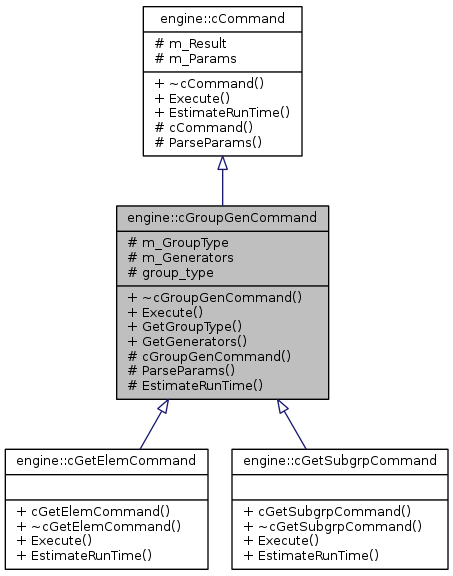 engine::cCommand
# m_Result
# m_Params
+ ~cCommand()
+ Execute()
+ EstimateRunTime()
# cCommand()
# ParseParams()
engine::cGroupGenCommand
# m_GroupType
# m_Generators
# group_type
+ ~cGroupGenCommand()
+ Execute()
+ GetGroupType()
+ GetGenerators()
# cGroupGenCommand()
# ParseParams()
# EstimateRunTime()
engine::cGetElemCommand
+ cGetElemCommand()
+ ~cGetElemCommand()
+ Execute()
+ EstimateRunTime()
engine::cGetSubgrpCommand
+ cGetSubgrpCommand()
+ ~cGetSubgrpCommand()
+ Execute()
+ EstimateRunTime()